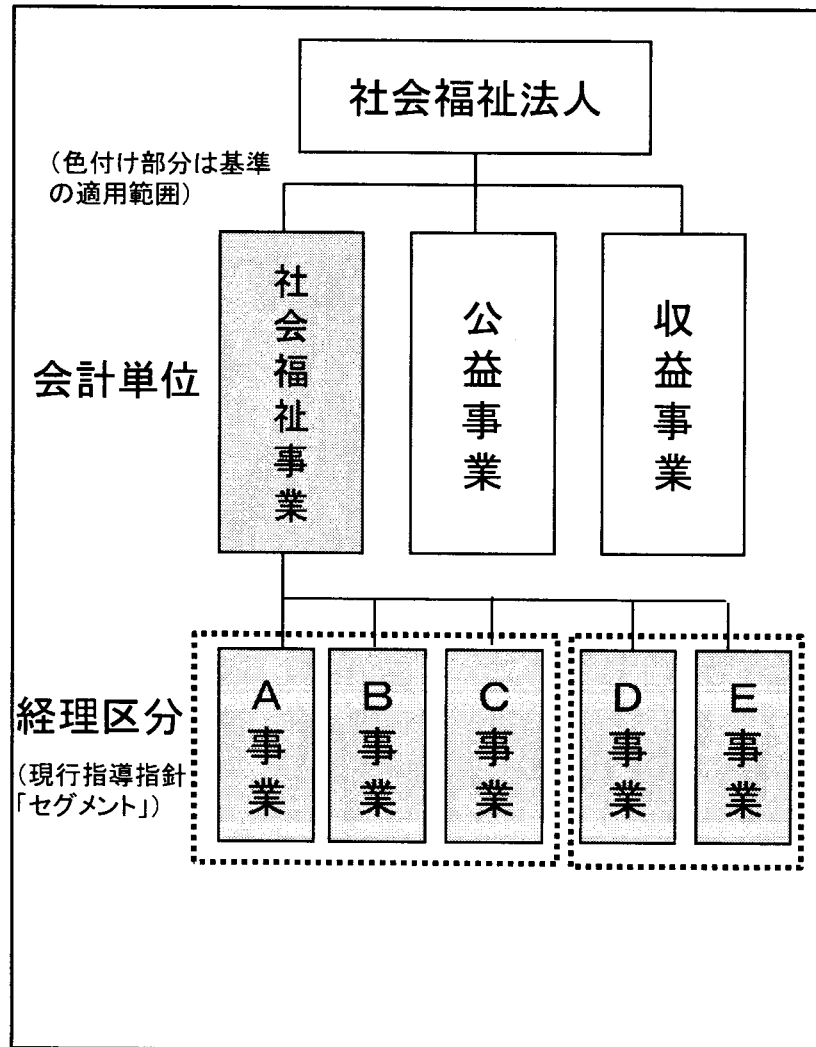 社会福祉法人
(色付け部分は基準
の適用範囲)
会計単位
社会福祉事業
公益事業
収益事業
経理区分
(現行指導指針
「セグメント」)
A事業
B事業
C事業
D事業
E事業